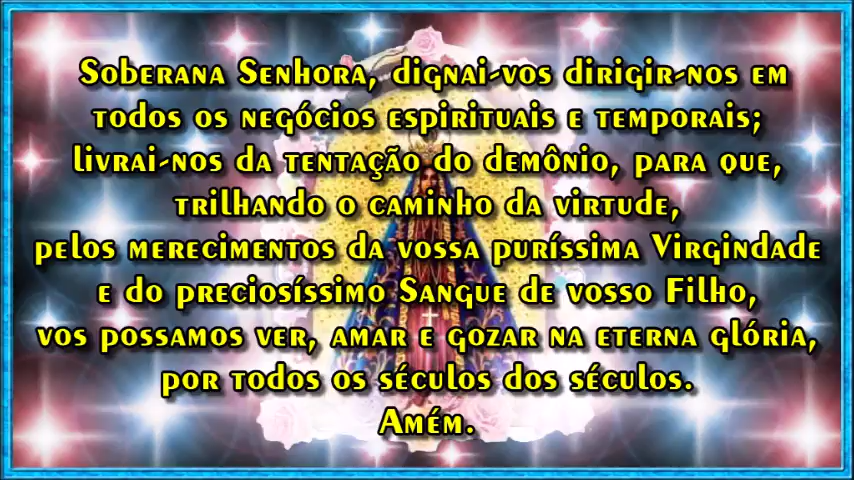 Soberana Senhora, dignai-vos dirigir-nos em
todos os negócios espirituais e temporais;
livrai-nos da tentação do demônio, para que,
trilhando o caminho da virtude,
pelos merecimentos da vossa puríssima Virgindade
e do preciosíssimo Sangue de vosso Filho,
vos possamos ver, amar e gozar na eterna glória,
por todos os séculos dos séculos.
Amém.